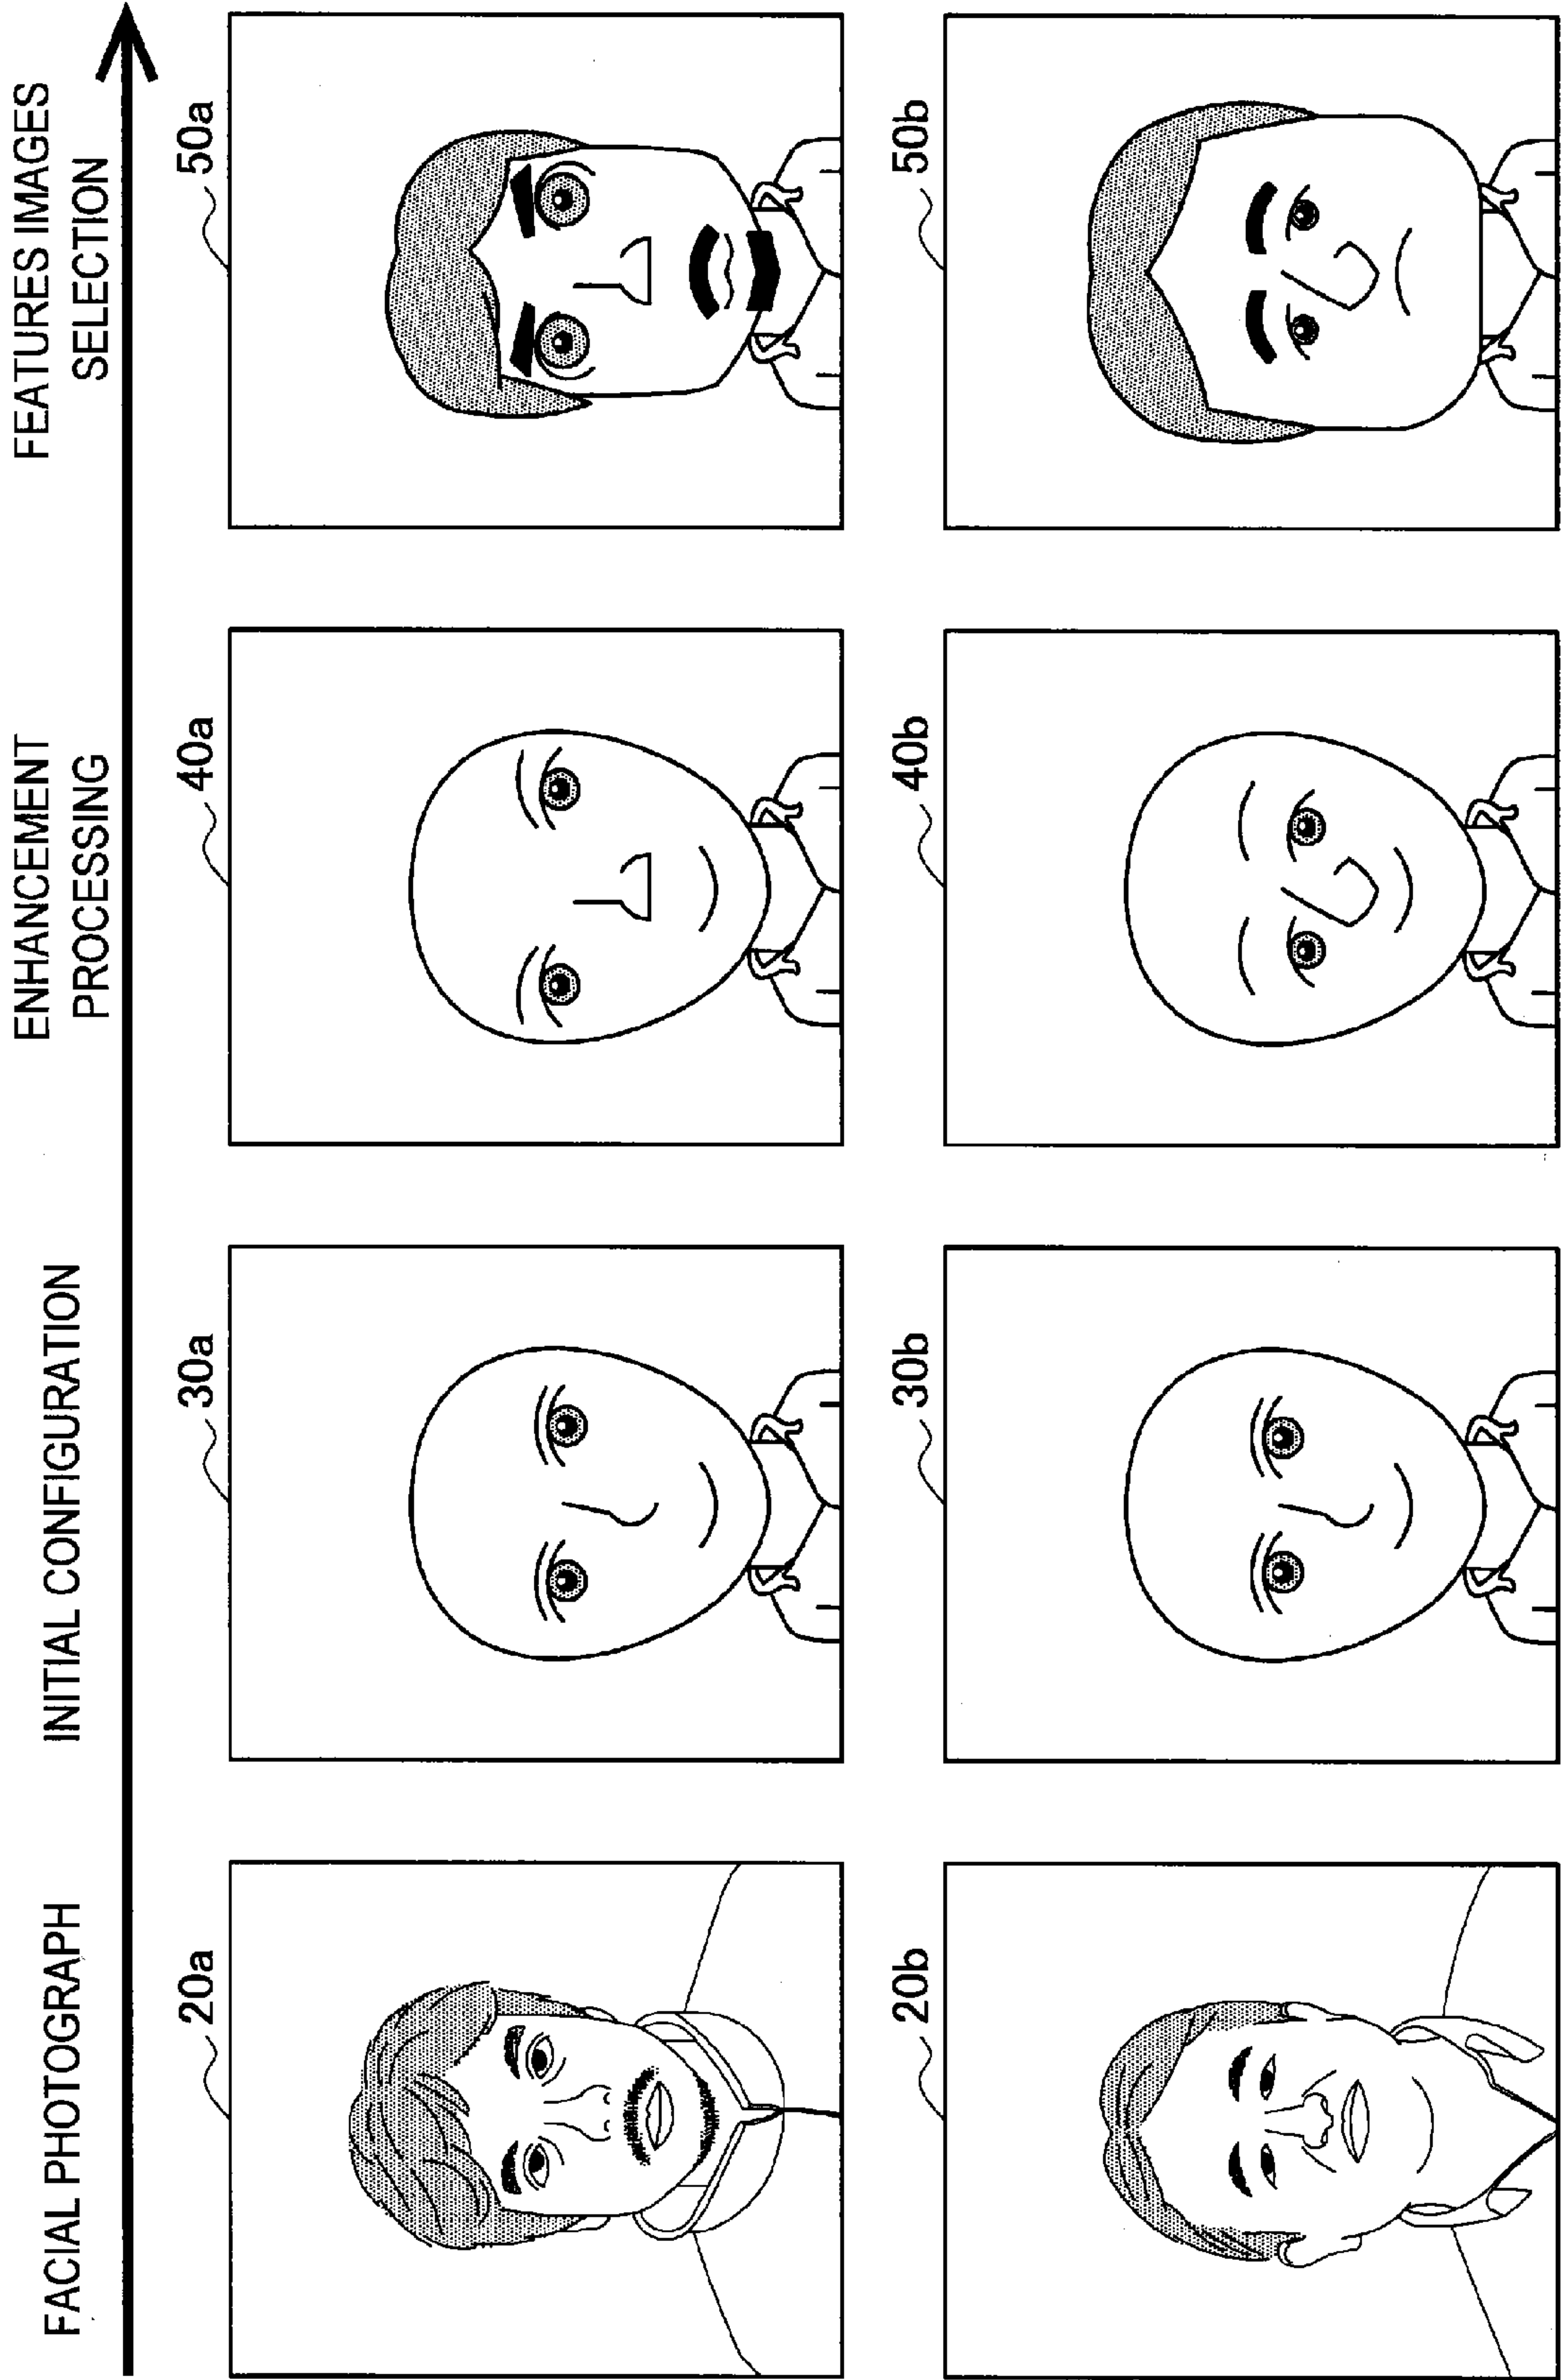 FACIAL PHOTOGRAPH
INITIAL CONFIGURATION
ENHANCEMENT
PROCESSING
FEATURES IMAGES
SELECTION
20a
30a
40a
50a
20b
30b
40b
50b